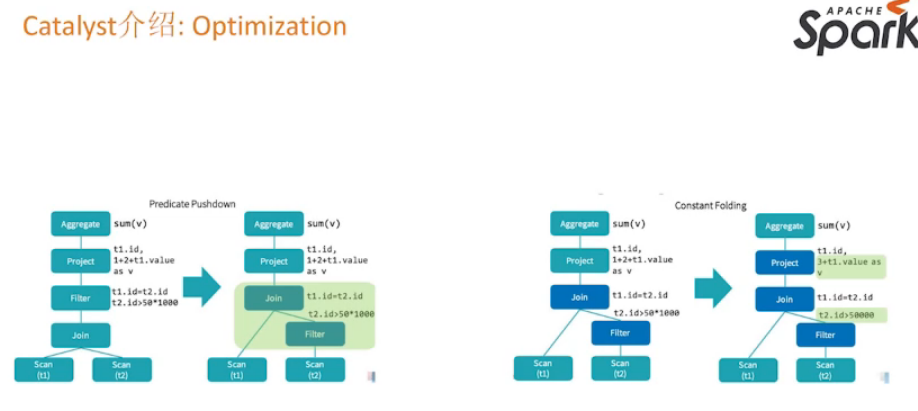 Catalyst介绍: Optimization
APACHE
Spark
Predicate Pushdown
Aggregate
sum(v)
Project
t1.id,
1+2+t1.value
as v
Filter
t1.id=t2.id
t2.id>50*1000
Join
Scan
(t1)
Scan
(t2)
Aggregate
sum(v)
Project
t1.id,
1+2+t1.value
as v
Join
t1.id=t2.id
t2.id>50*1000
Filter
Scan
(t1)
Scan
(t2)
Constant Folding
Aggregate
sum(v)
Project
t1.id,
1+2+t1.value
as v
Join
t1.id=t2.id
t2.id>50*1000
Filter
Scan
(t1)
Scan
(t2)
Aggregate
sum(v)
Project
t1.id,
3+t1.value as
v
Join
t1.id=t2.id
t2.id>50000
Filter
Scan
(t1)
Scan
(t2)